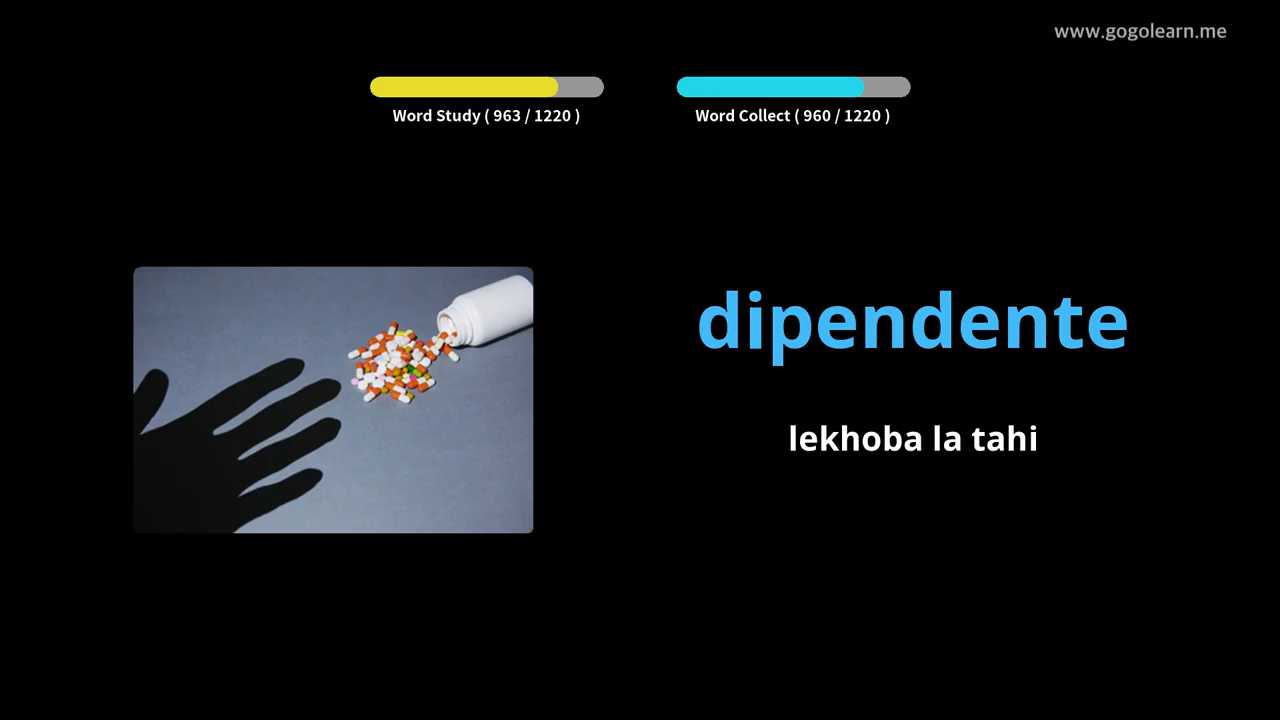 www.gogolearn.me
Word Study ( 963 / 1220 )
Word Collect ( 960 / 1220 )
dipendente
lekhoba la tahi